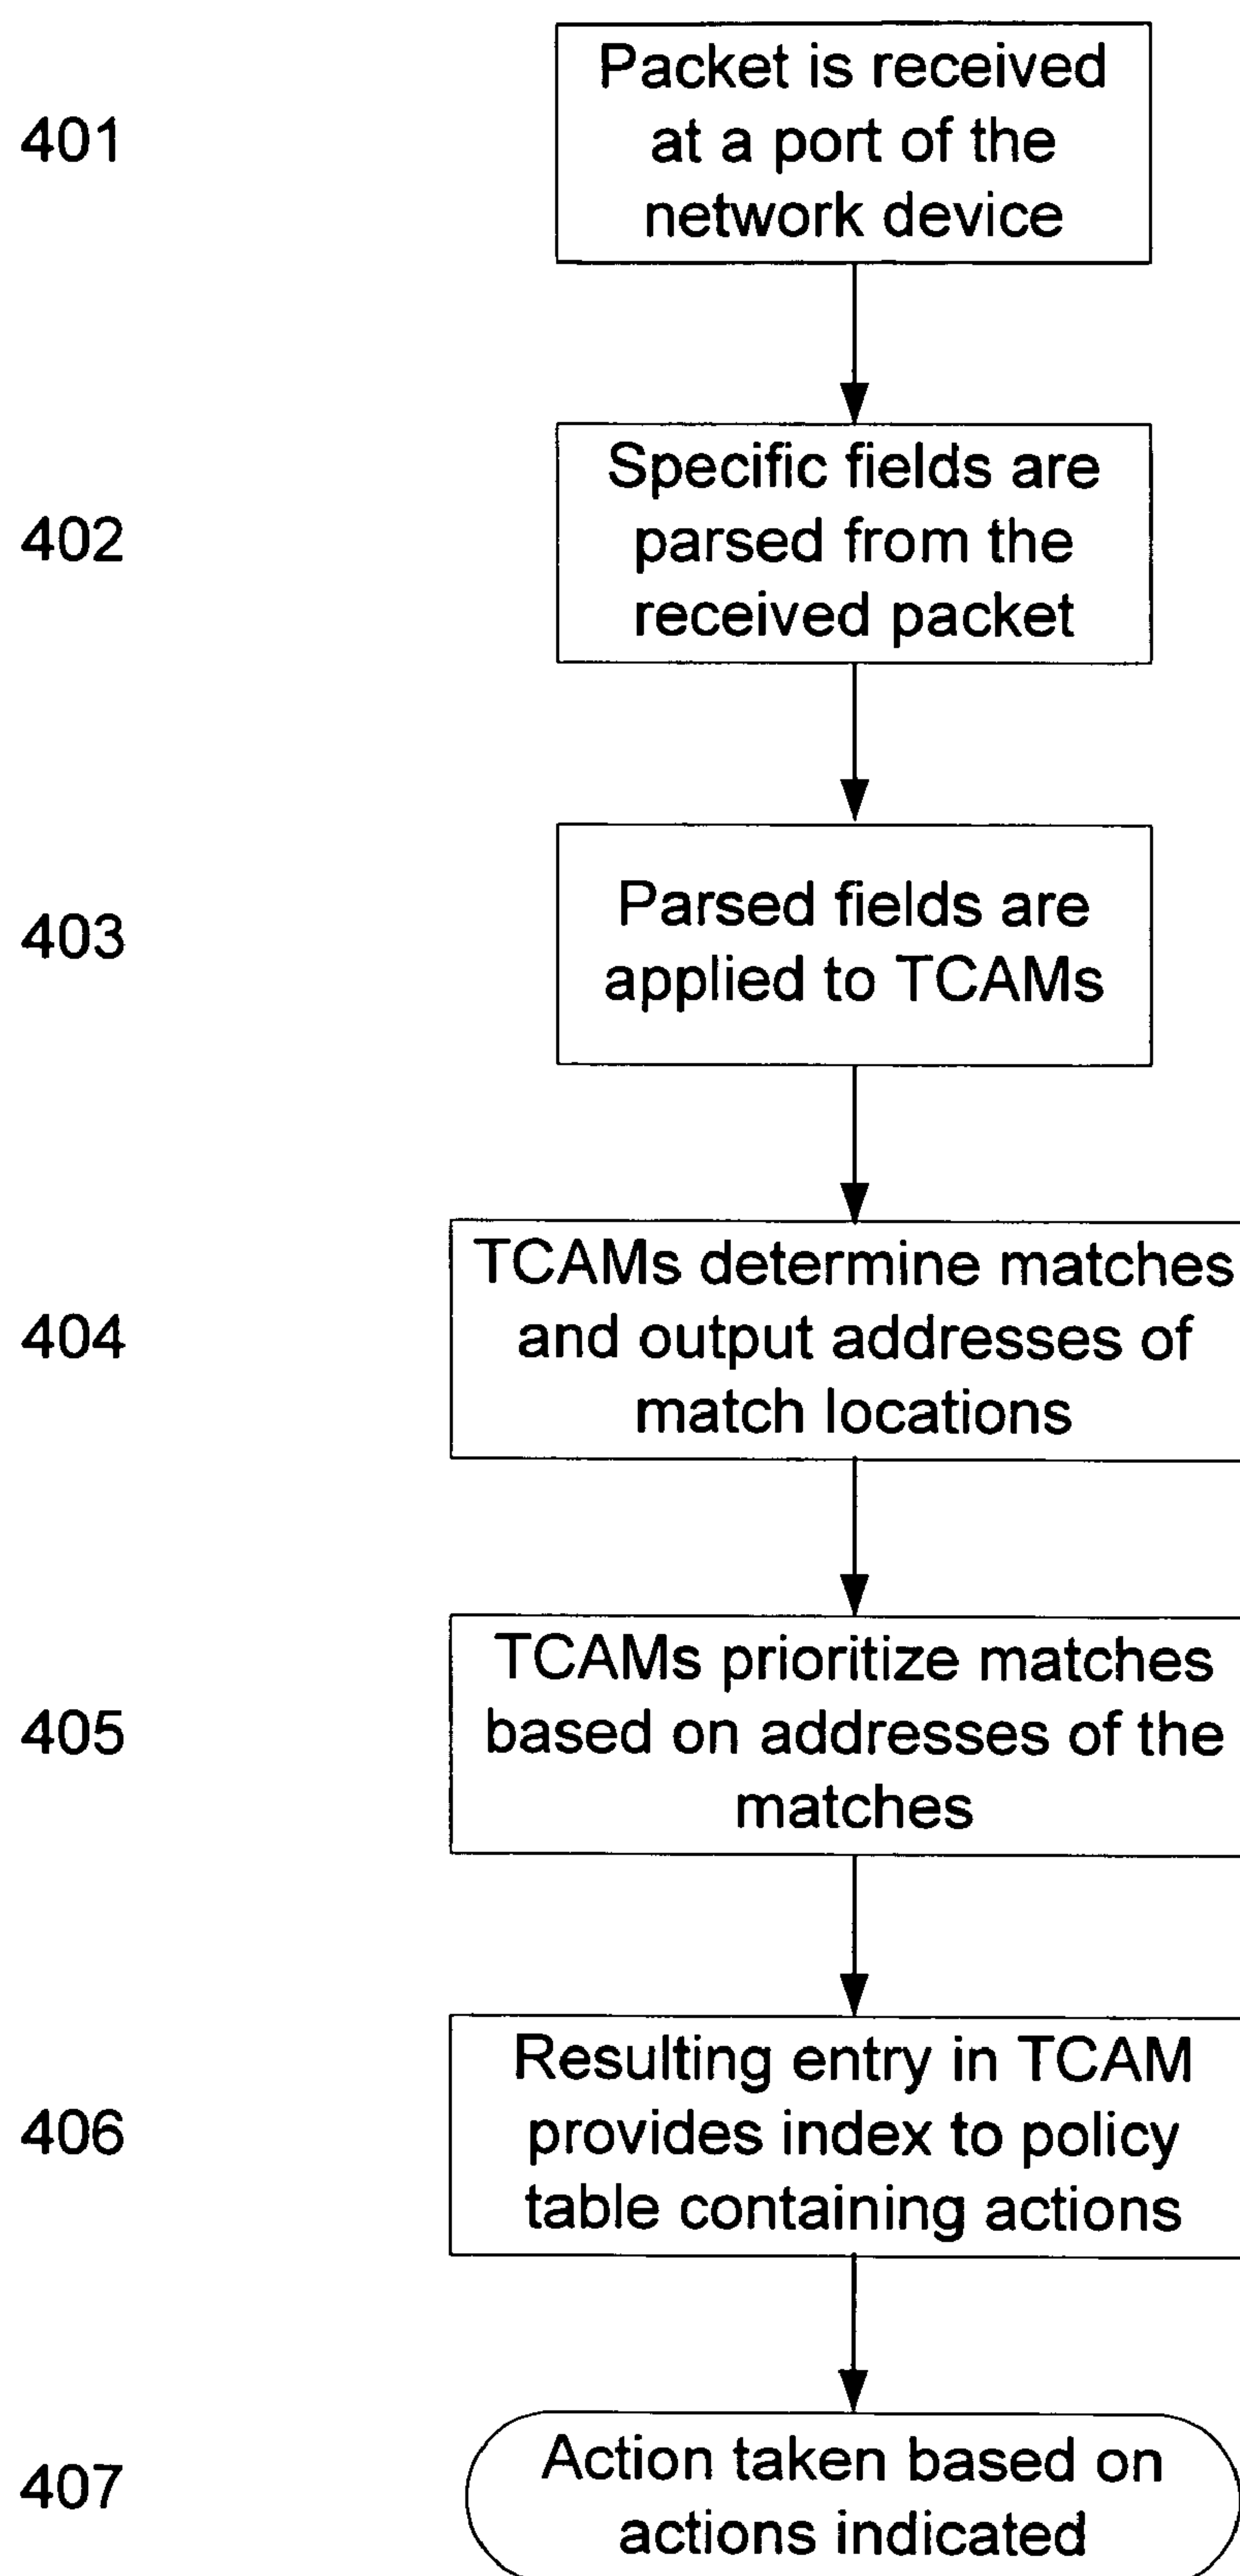 Packet is received
401
at a port of the
network device
Specific fields are
402
parsed from the
received packet
403
Parsed fields are
applied to TCAMs
TCAMs determine matches
404
and output addresses of
match locations
TCAMs prioritize matches
405
based on addresses of the
matches
Resulting entry in TCAM
406
provides index to policy
table containing actions
407
Action taken based on
actions indicated